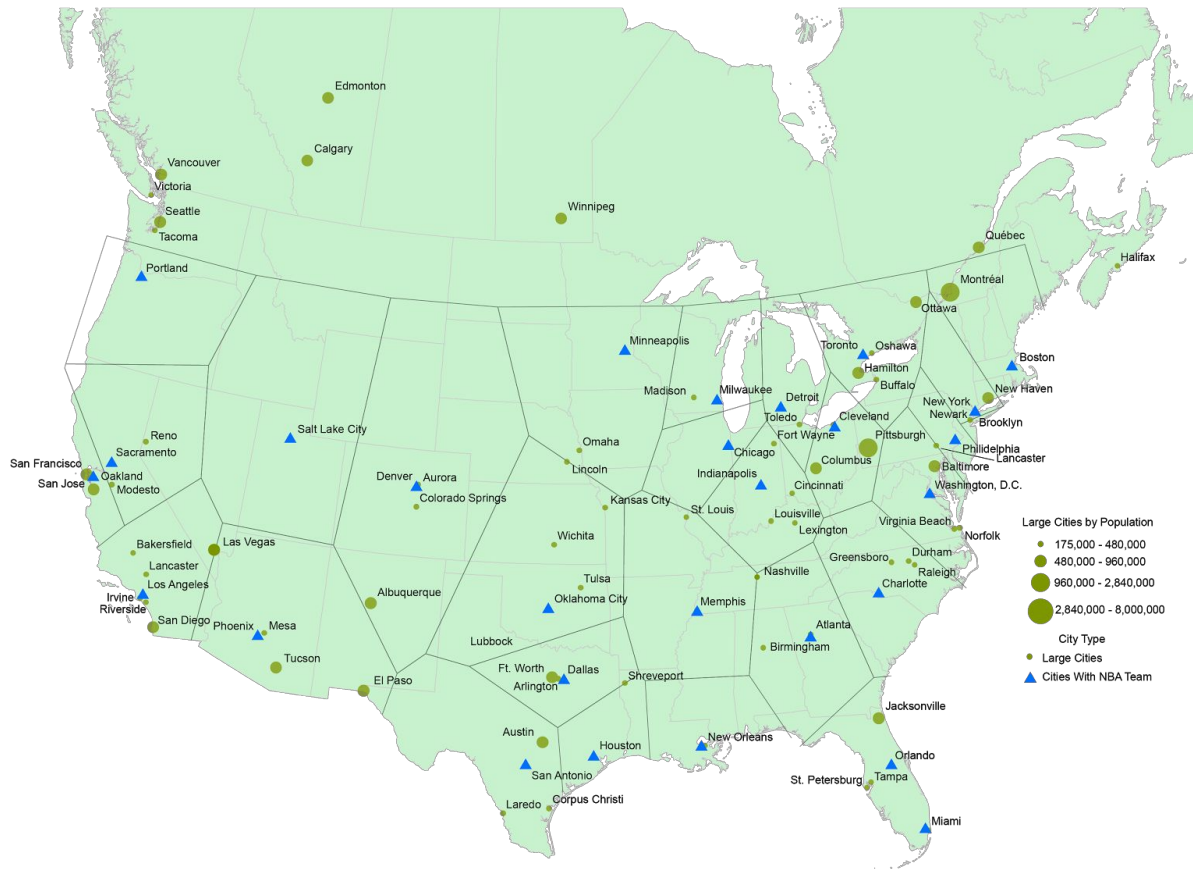 Edmonton
Calgary
Vancouver
Victoria
Seattle
Tacoma
Winnipeg
Québec
Halifax
Portland
Montréal
Ottawa
Minneapolis
Toronto
Oshawa
Boston
Hamilton
Buffalo
Madison
Milwaukee
Detroit
New Haven
New York
Newark
Brooklyn
Toledo
Cleveland
Reno
Salt Lake City
Sacramento
Omaha
Chicago
Fort Wayne
Pittsburgh
Philidelphia
Lancaster
San Francisco
Oakland
San Jose
Modesto
Denver
Aurora
Colorado Springs
Lincoln
Indianapolis
Columbus
Baltimore
Cincinnati
Washington, D.C.
Kansas City
St. Louis
Louisville
Lexington
Virginia Beach
Norfolk
Large Cities by Population
175,000 - 480,000
480,000 - 960,000
960,000 - 2,840,000
2,840,000 - 8,000,000
City Type
Large Cities
Cities With NBA Team
Bakersfield
Las Vegas
Wichita
Greensboro
Durham
Raleigh
Lancaster
Los Angeles
Irvine
Riverside
Albuquerque
Tulsa
Nashville
Charlotte
San Diego
Phoenix
Mesa
Oklahoma City
Memphis
Atlanta
Birmingham
Tucson
Lubbock
El Paso
Ft. Worth
Dallas
Arlington
Shreveport
Jacksonville
Austin
Houston
New Orleans
San Antonio
Orlando
St. Petersburg
Tampa
Laredo
Corpus Christi
Miami